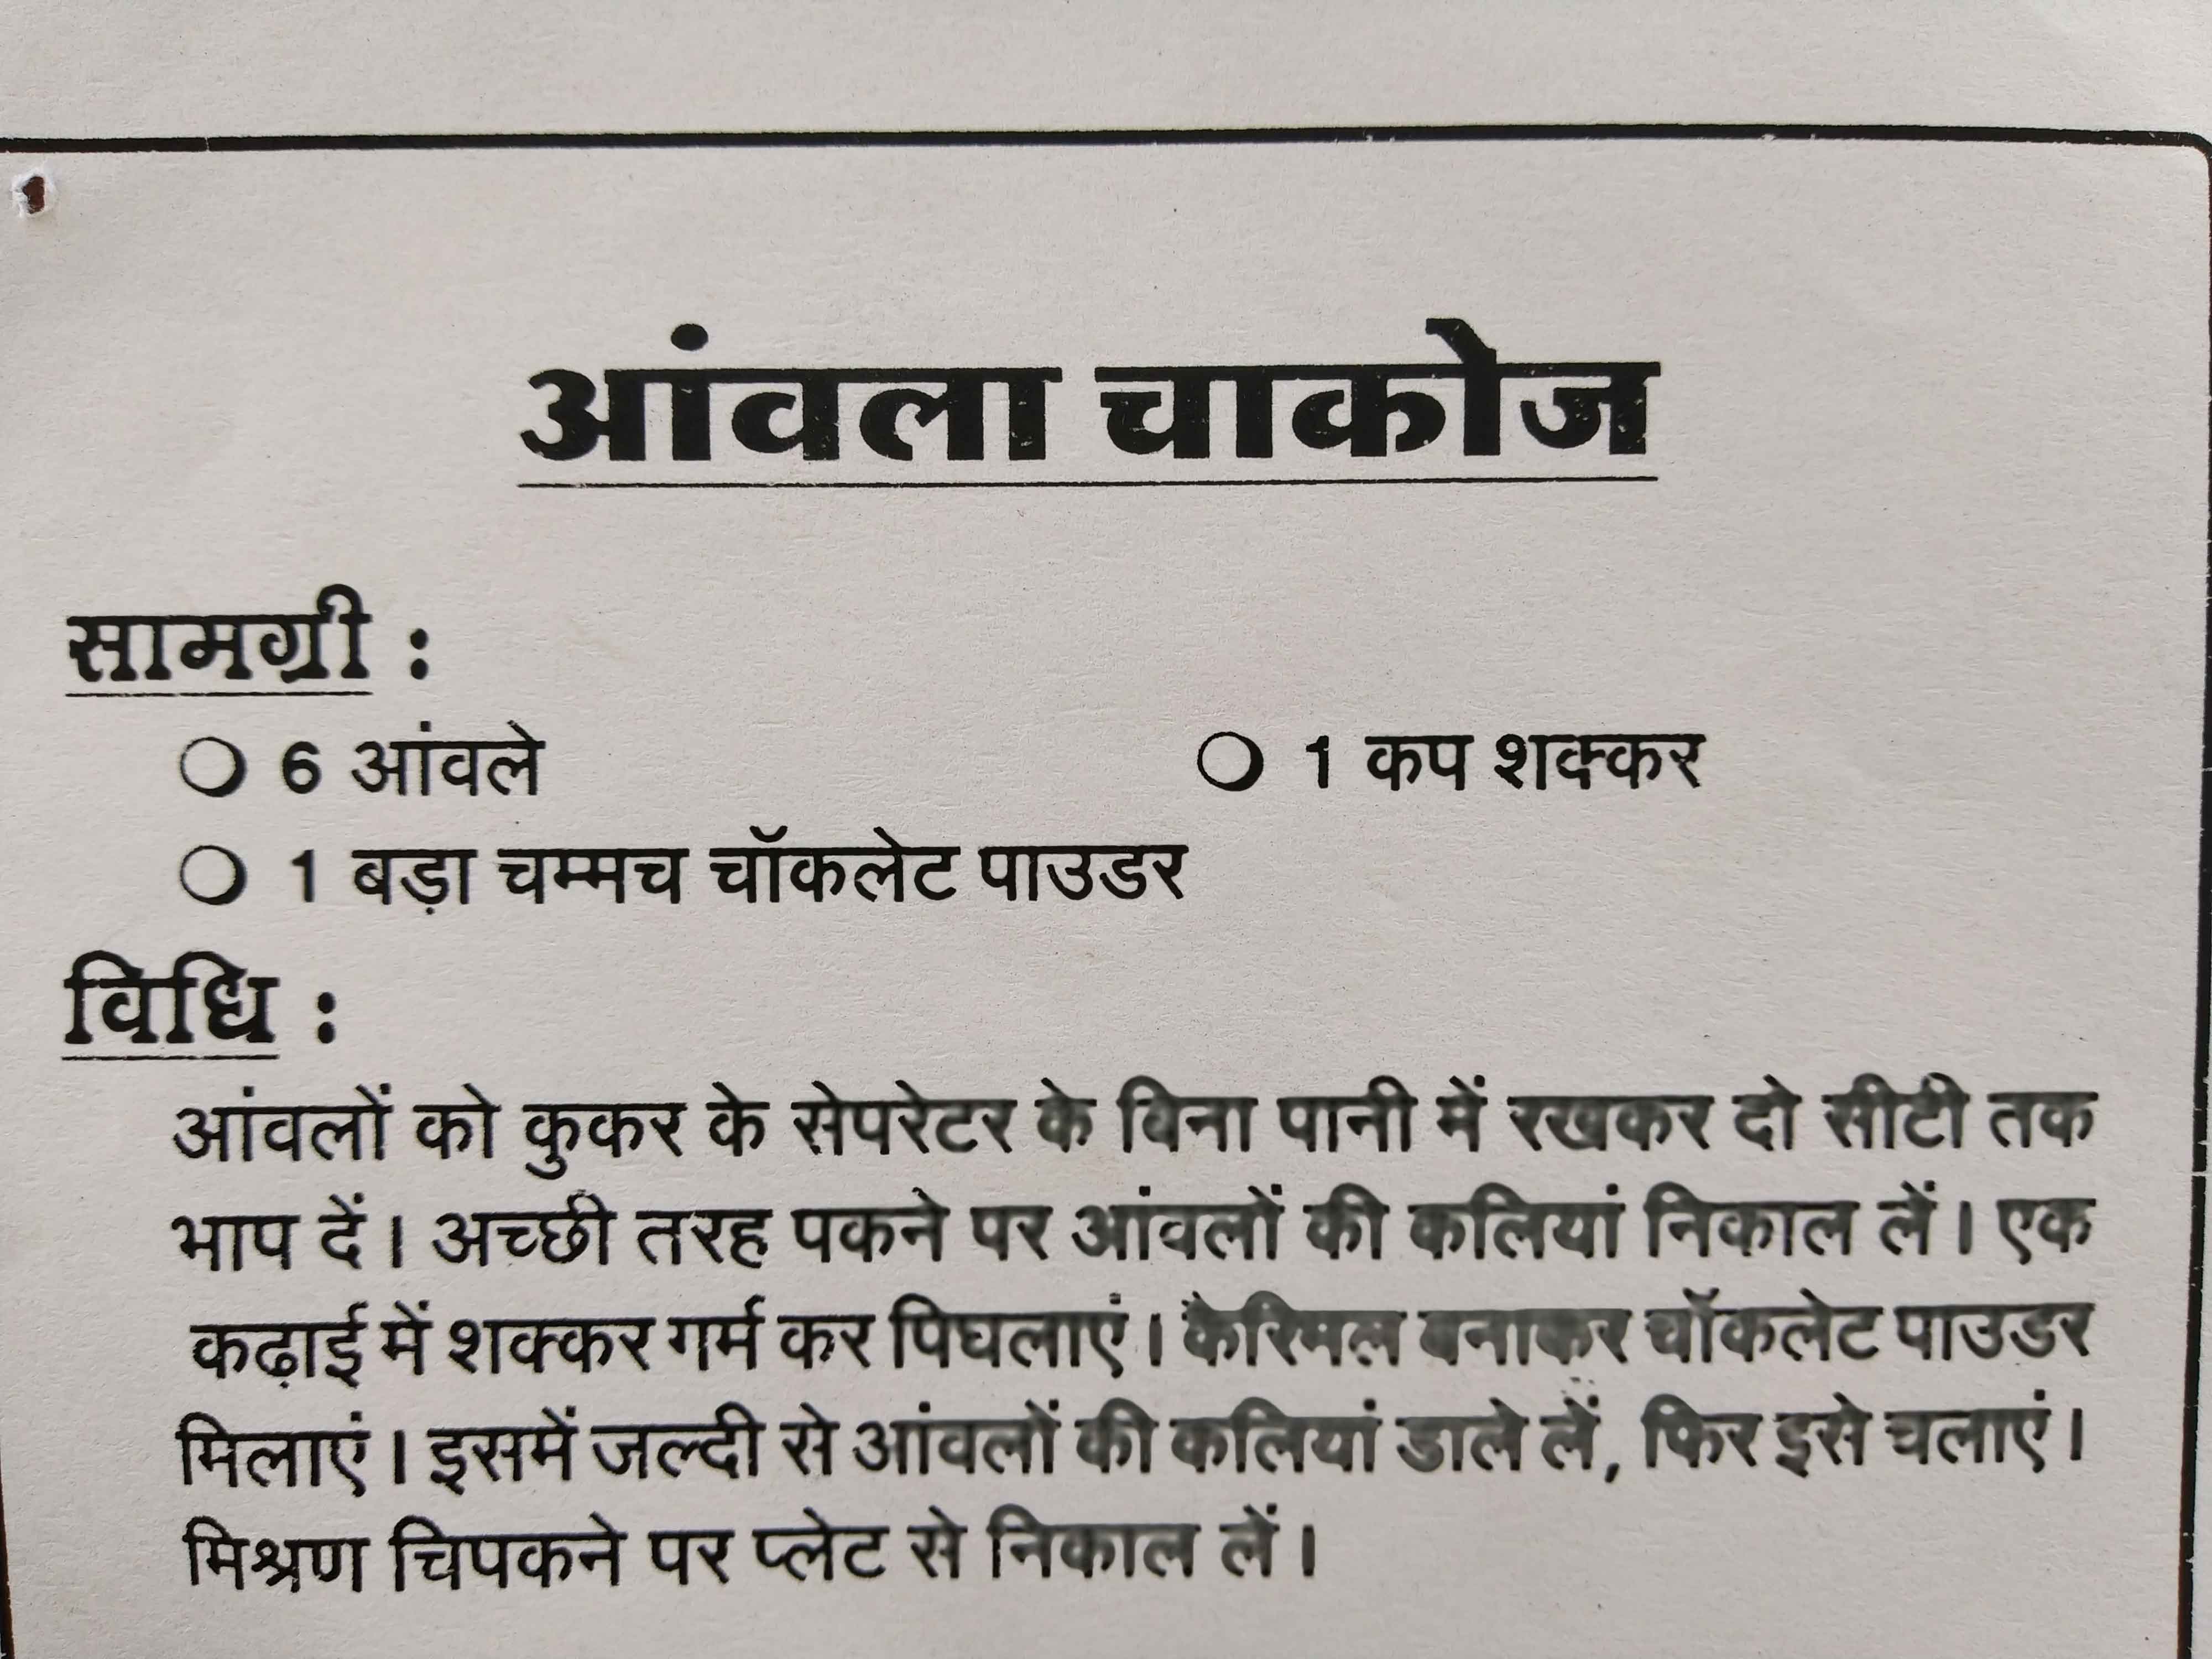 आंवला चाकोज
सामग्री :
○ 6 आंवले ○ 1 कप शक्कर
○ 1 बड़ा चम्मच चॉकलेट पाउडर
विधि :
आंवलों को कुकर के सेपरेटर के बिना पानी में रखकर दो सीटी तक
भाप दें। अच्छी तरह पकने पर आंवलों की कलियां निकाल लें। एक
कढ़ाई में शक्कर गर्म कर पिघलाएं। कैरिमल बनाकर चॉकलेट पाउडर
मिलाएं। इसमें जल्दी से आंवलों की कलियां डाले लें, फिर इसे चलाएं।
मिश्रण चिपकने पर प्लेट से निकाल लें।